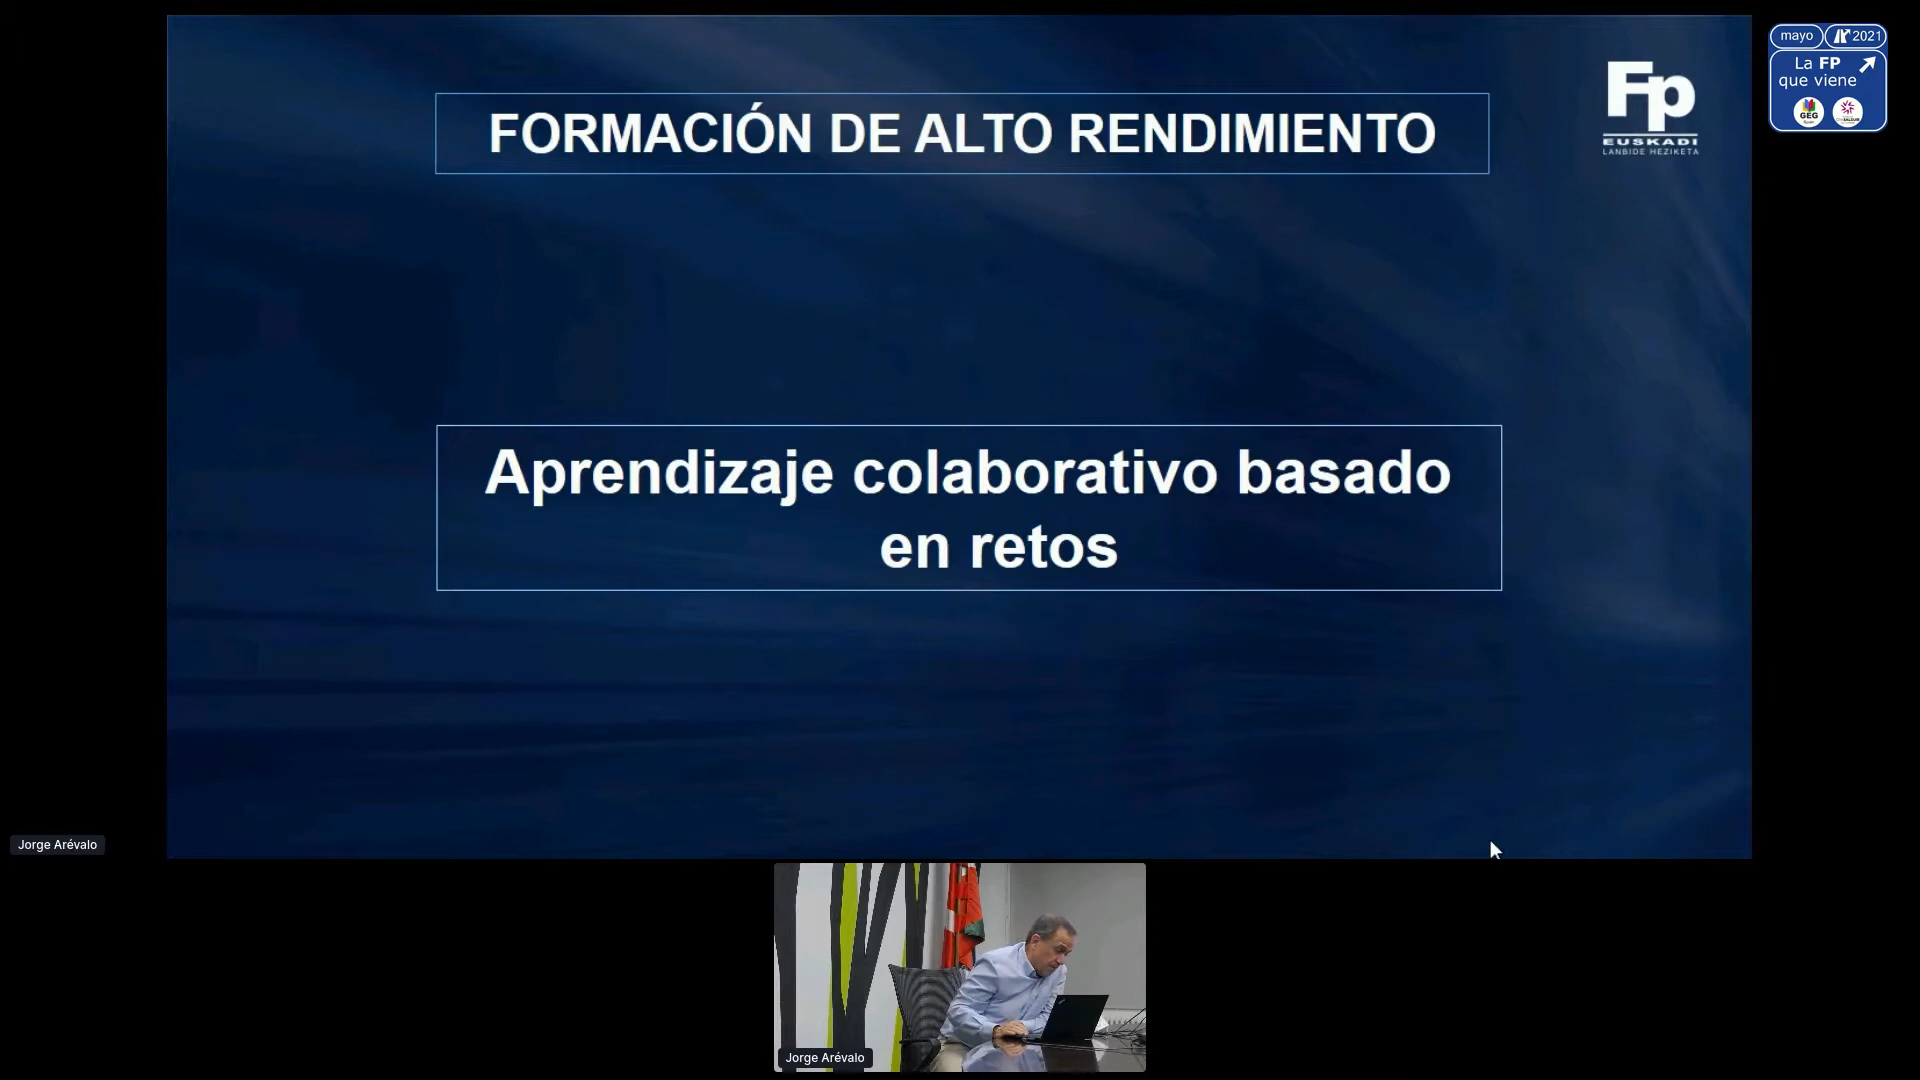 mayo
2021
La FP
que viene
GEG
FORMACIÓN DE ALTO RENDIMIENTO
Fp
EUSKADI
LANBIDE HEZIKETA
Aprendizaje colaborativo basado
en retos
Jorge Arévalo
Jorge Arévalo